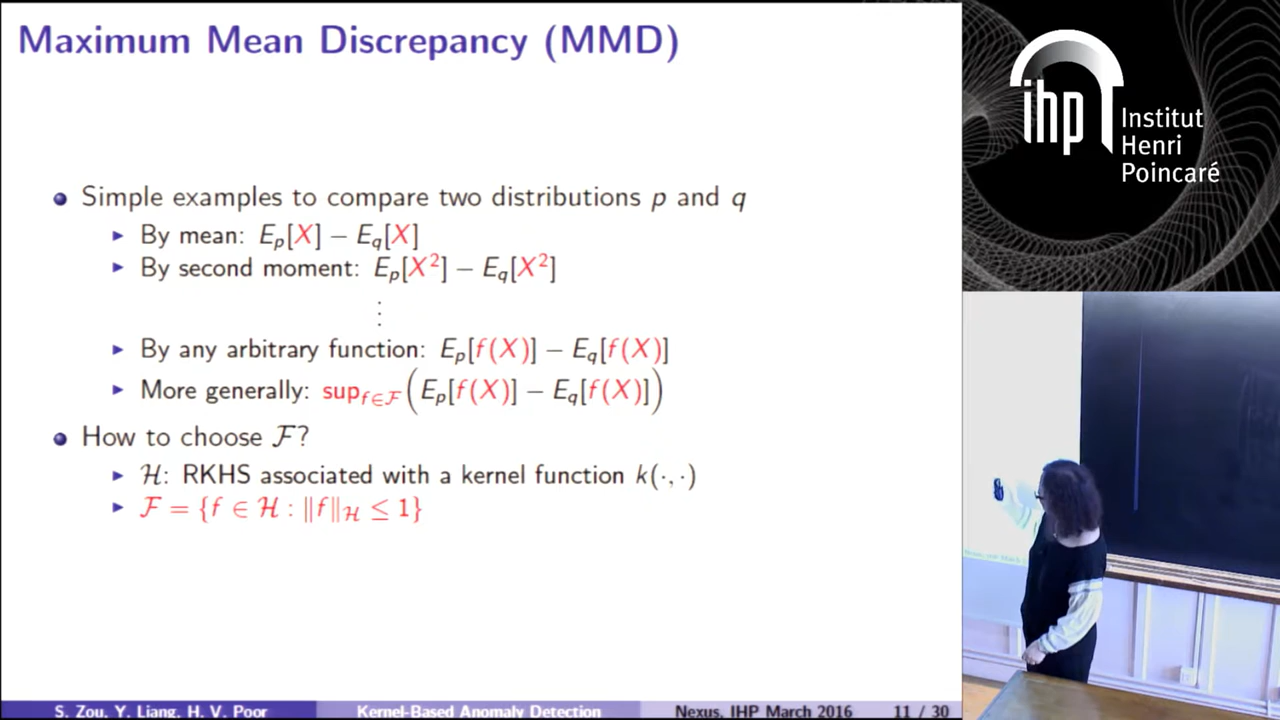 Maximum Mean Discrepancy (MMD)
Simple examples to compare two distributions p and q
By mean: E_p[X] − E_q[X]
By second moment: E_p[X²] − E_q[X²]
⋮
By any arbitrary function: E_p[f(X)] − E_q[f(X)]
More generally: sup_{f∈ℱ}(E_p[f(X)] − E_q[f(X)])
How to choose ℱ?
ℋ: RKHS associated with a kernel function k(·,·)
ℱ = {f ∈ ℋ : ‖f‖_ℋ ≤ 1}
S. Zou, Y. Liang, H. V. Poor
Kernel-Based Anomaly Detection
Nexus, IHP March 2016
11 / 30
ihp
Institut
Henri
Poincaré